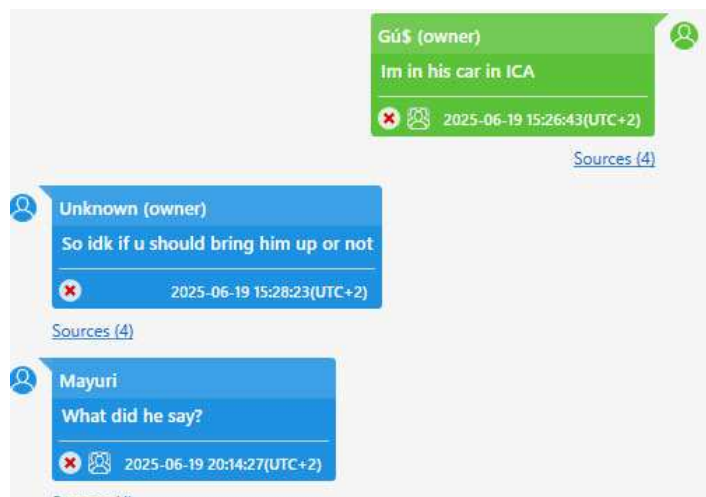 Gú$ (owner)
Im in his car in ICA
2025-06-19 15:26:43(UTC+2)
Sources (4)
Unknown (owner)
So idk if u should bring him up or not
2025-06-19 15:28:23(UTC+2)
Sources (4)
Mayuri
What did he say?
2025-06-19 20:14:27(UTC+2)